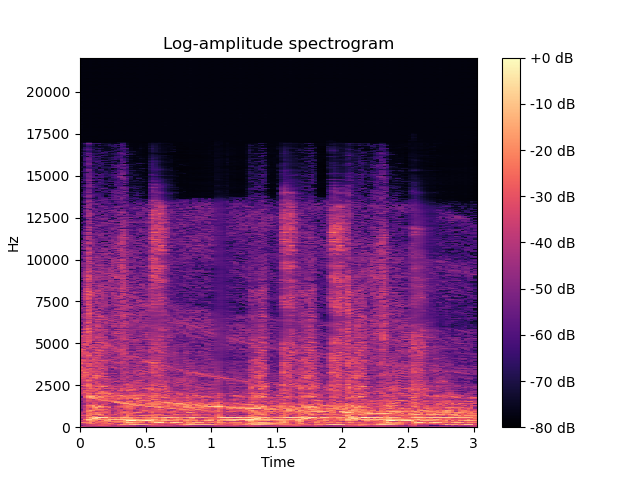 Log-amplitude spectrogram
Hz
20000
17500
15000
12500
10000
7500
5000
2500
0
0 0.5 1 1.5 2 2.5 3
Time
+0 dB
-10 dB
-20 dB
-30 dB
-40 dB
-50 dB
-60 dB
-70 dB
-80 dB